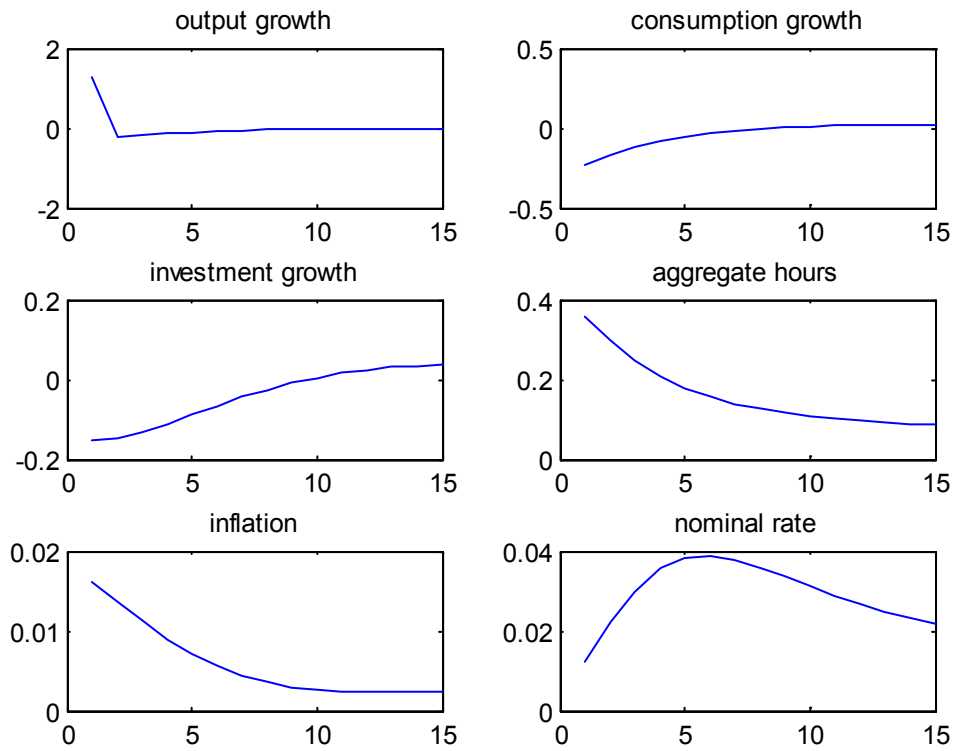 output growth
2
0
-2
0 5 10 15
consumption growth
0.5
0
-0.5
0 5 10 15
investment growth
0.2
0
-0.2
0 5 10 15
aggregate hours
0.4
0.2
0
0 5 10 15
inflation
0.02
0.01
0
0 5 10 15
nominal rate
0.04
0.02
0
0 5 10 15